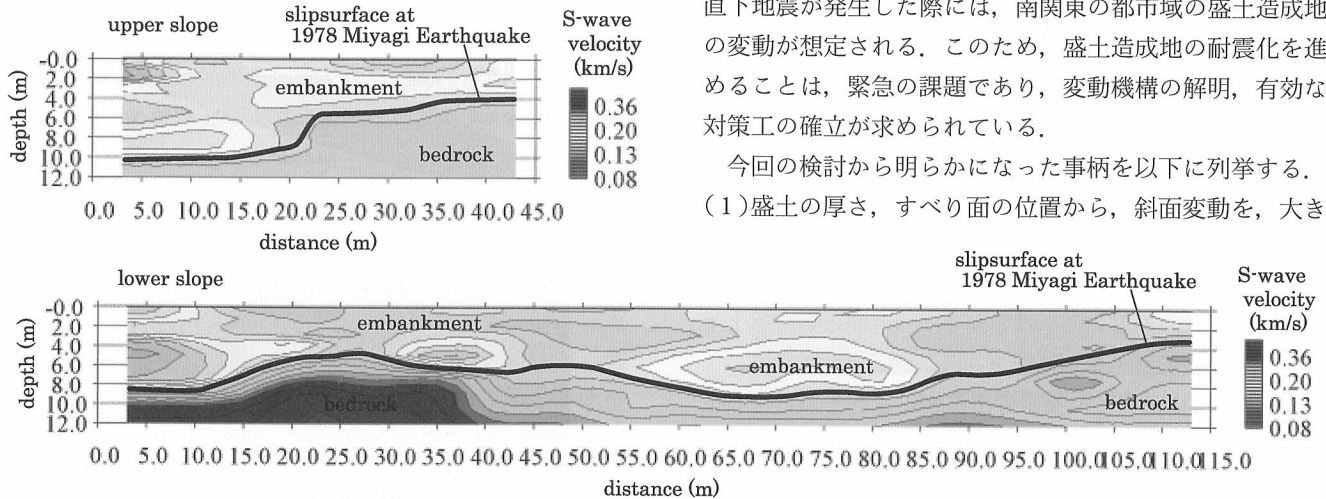 upper slope
slipsurface at
1978 Miyagi Earthquake
S-wave
velocity
(km/s)
-0.0
2.0
4.0
6.0
8.0
10.0
12.0
depth (m)
embankment
bedrock
0.36
0.20
0.13
0.08
0.0 5.0 10.0 15.0 20.0 25.0 30.0 35.0 40.0 45.0
distance (m)
直下地震が発生した際には，南関東の都市域の盛土造成地
の変動が想定される．このため，盛土造成地の耐震化を進
めることは，緊急の課題であり，変動機構の解明，有効な
対策工の確立が求められている．
今回の検討から明らかになった事柄を以下に列挙する．
(1)盛土の厚さ，すべり面の位置から，斜面変動を，大き
lower slope
slipsurface at
1978 Miyagi Earthquake
S-wave
velocity
(km/s)
-0.0
2.0
4.0
6.0
8.0
10.0
12.0
depth (m)
embankment
embankment
bedrock
bedrock
0.36
0.20
0.13
0.08
0.0 5.0 10.0 15.0 20.0 25.0 30.0 35.0 40.0 45.0 50.0 55.0 60.0 65.0 70.0 75.0 80.0 85.0 90.0 95.0 100.0 105.0 110.0 115.0
distance (m)